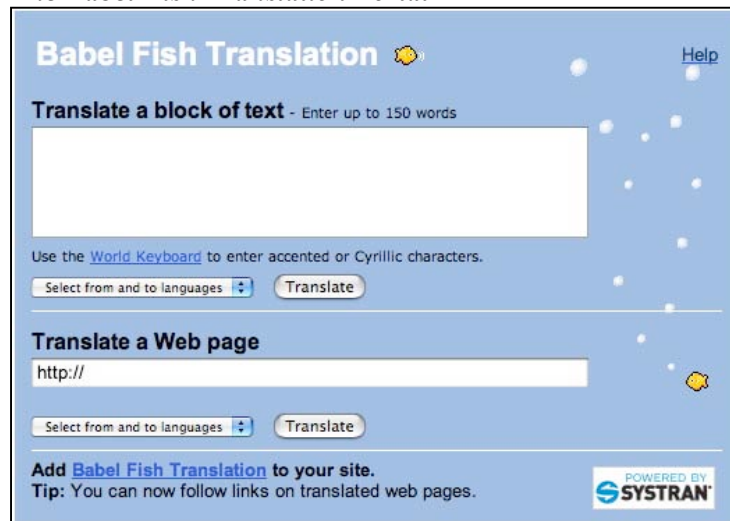 Babel Fish Translation
Help
Translate a block of text - Enter up to 150 words
Use the World Keyboard to enter accented or Cyrillic characters.
Select from and to languages Translate
Translate a Web page
http://
Select from and to languages Translate
Add Babel Fish Translation to your site.
Tip: You can now follow links on translated web pages.
POWERED BY
SYSTRAN